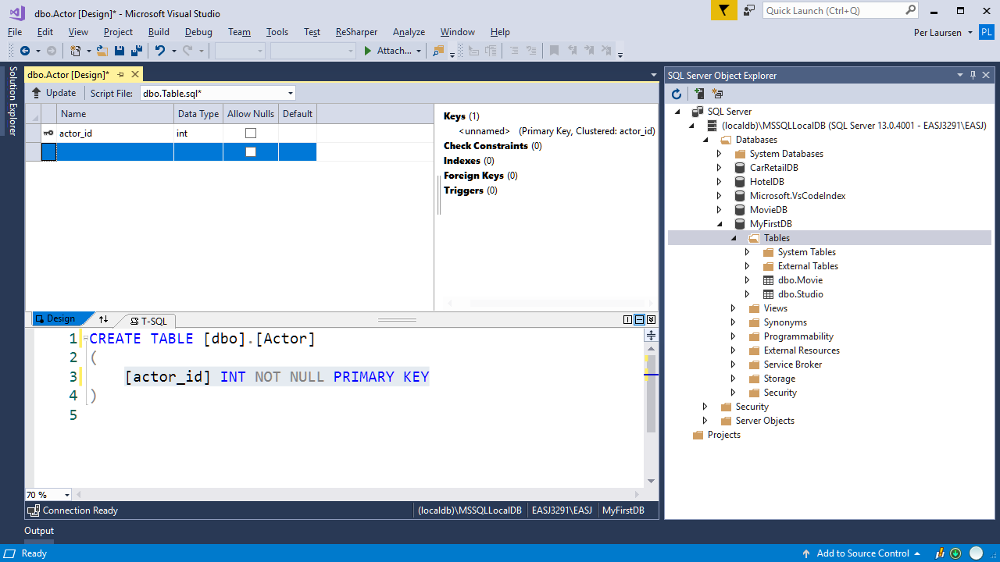 dbo.Actor [Design]* - Microsoft Visual Studio
Quick Launch (Ctrl+Q)
File Edit View Project Build Debug Team Tools Test ReSharper Analyze Window Help
Per Laursen PL
Attach...
Solution Explorer
dbo.Actor [Design]*
Update Script File: dbo.Table.sql*
Name Data Type Allow Nulls Default
actor_id int
Keys (1)
<unnamed> (Primary Key, Clustered: actor_id)
Check Constraints (0)
Indexes (0)
Foreign Keys (0)
Triggers (0)
Design T-SQL
1 CREATE TABLE [dbo].[Actor]
2 (
3 [actor_id] INT NOT NULL PRIMARY KEY
4 )
5
70 %
Connection Ready (localdb)\MSSQLLocalDB EASJ3291\EASJ MyFirstDB
SQL Server Object Explorer
SQL Server
(localdb)\MSSQLLocalDB (SQL Server 13.0.4001 - EASJ3291\EASJ)
Databases
System Databases
CarRetailDB
HotelDB
Microsoft.VsCodeIndex
MovieDB
MyFirstDB
Tables
System Tables
External Tables
dbo.Movie
dbo.Studio
Views
Synonyms
Programmability
External Resources
Service Broker
Storage
Security
Security
Server Objects
Projects
Output
Ready Add to Source Control